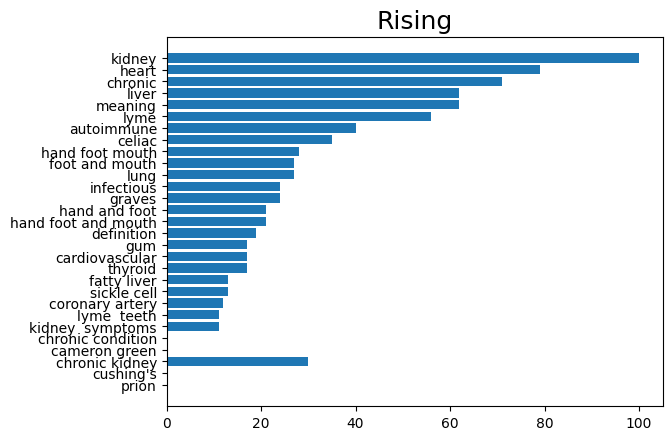 Rising
kidney
heart
chronic
liver
meaning
lyme
autoimmune
celiac
hand foot mouth
foot and mouth
lung
infectious
graves
hand and foot
hand foot and mouth
definition
gum
cardiovascular
thyroid
fatty liver
sickle cell
coronary artery
lyme  teeth
kidney  symptoms
chronic condition
cameron green
chronic kidney
cushing's
prion
0 20 40 60 80 100